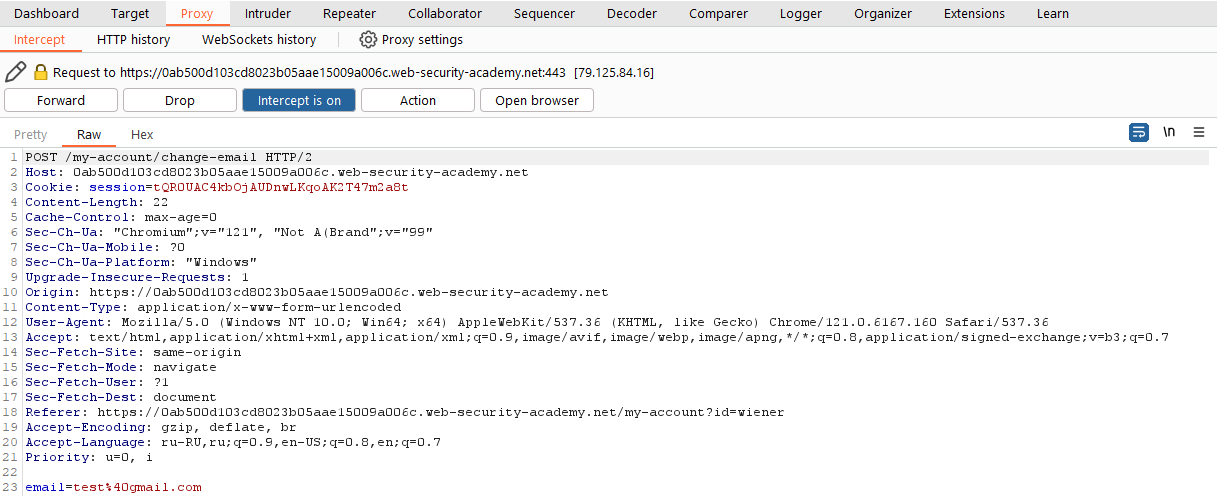 Dashboard Target Proxy Intruder Repeater Collaborator Sequencer Decoder Comparer Logger Organizer Extensions Learn
Intercept HTTP history WebSockets history Proxy settings
Request to https://0ab500d103cd8023b05aae15009a006c.web-security-academy.net:443 [79.125.84.16]
Forward Drop Intercept is on Action Open browser
Pretty Raw Hex \n
1 POST /my-account/change-email HTTP/2
2 Host: 0ab500d103cd8023b05aae15009a006c.web-security-academy.net
3 Cookie: session=tQR0UAC4kbOjAUDnwLKqoAK2T47m2a8t
4 Content-Length: 22
5 Cache-Control: max-age=0
6 Sec-Ch-Ua: "Chromium";v="121", "Not A(Brand";v="99"
7 Sec-Ch-Ua-Mobile: ?0
8 Sec-Ch-Ua-Platform: "Windows"
9 Upgrade-Insecure-Requests: 1
10 Origin: https://0ab500d103cd8023b05aae15009a006c.web-security-academy.net
11 Content-Type: application/x-www-form-urlencoded
12 User-Agent: Mozilla/5.0 (Windows NT 10.0; Win64; x64) AppleWebKit/537.36 (KHTML, like Gecko) Chrome/121.0.6167.160 Safari/537.36
13 Accept: text/html,application/xhtml+xml,application/xml;q=0.9,image/avif,image/webp,image/apng,*/*;q=0.8,application/signed-exchange;v=b3;q=0.7
14 Sec-Fetch-Site: same-origin
15 Sec-Fetch-Mode: navigate
16 Sec-Fetch-User: ?1
17 Sec-Fetch-Dest: document
18 Referer: https://0ab500d103cd8023b05aae15009a006c.web-security-academy.net/my-account?id=wiener
19 Accept-Encoding: gzip, deflate, br
20 Accept-Language: ru-RU,ru;q=0.9,en-US;q=0.8,en;q=0.7
21 Priority: u=0, i
22
23 email=test%40gmail.com